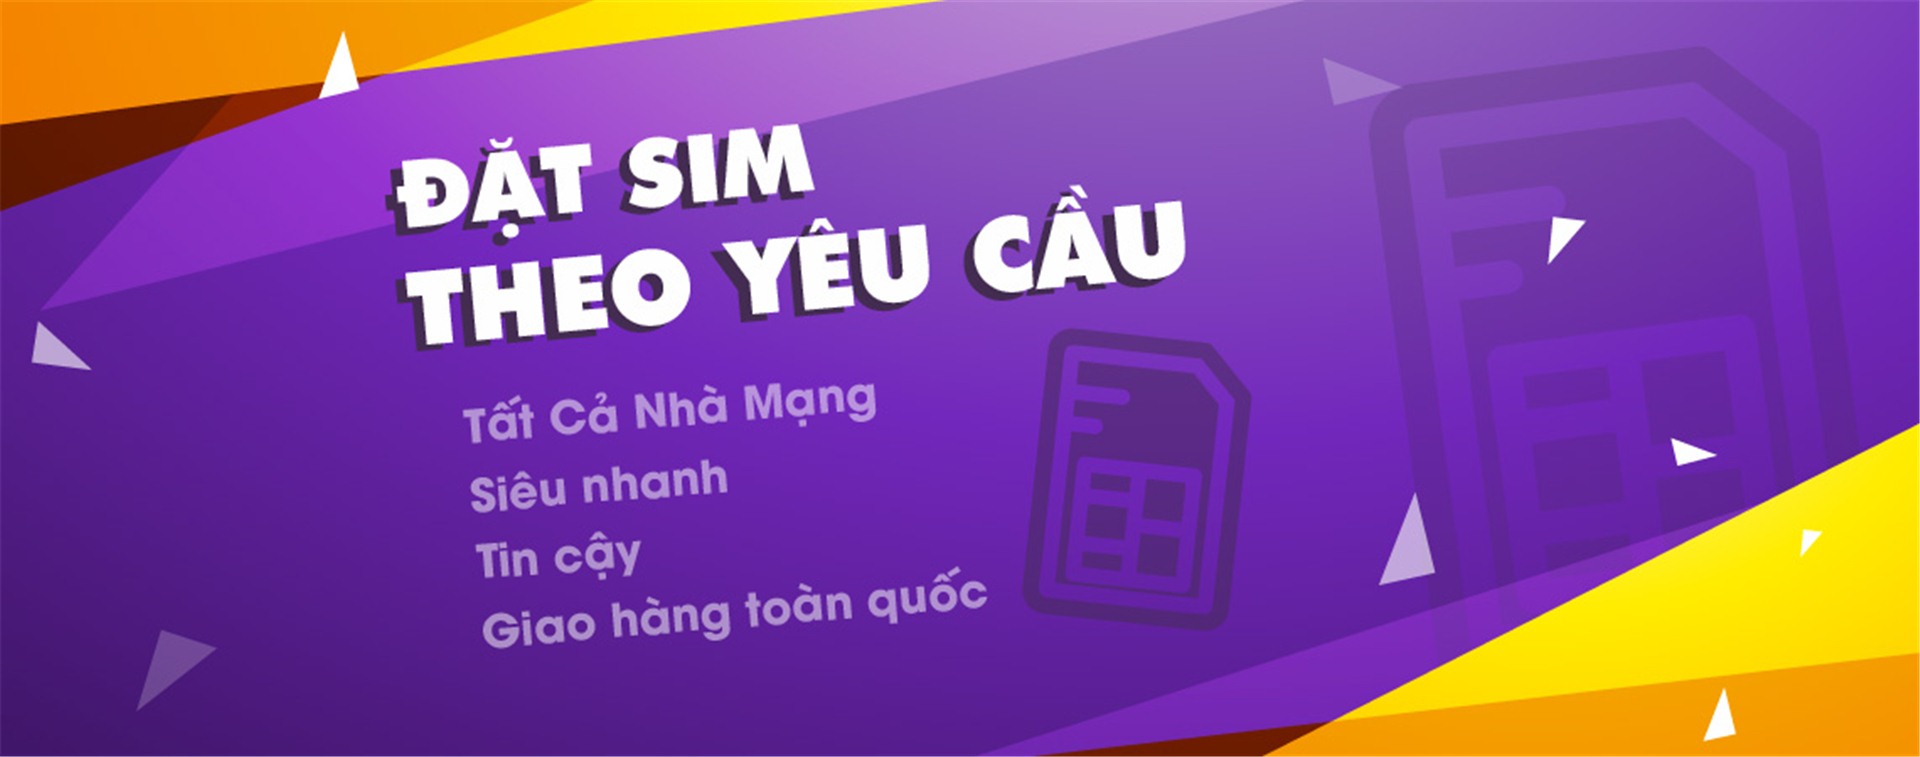 ĐẶT SIM
THEO YÊU CẦU
Tất Cả Nhà Mạng
Siêu nhanh
Tin cậy
Giao hàng toàn quốc